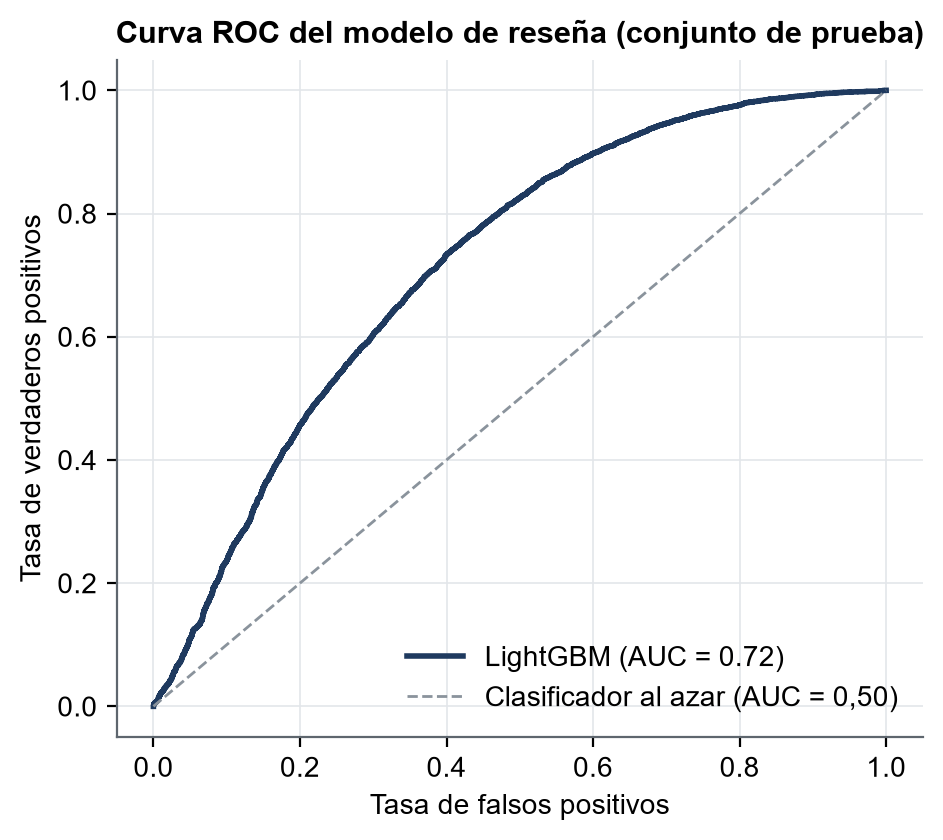 Curva ROC del modelo de reseña (conjunto de prueba)
1.0
0.8
0.6
0.4
0.2
0.0
Tasa de verdaderos positivos
LightGBM (AUC = 0.72)
Clasificador al azar (AUC = 0,50)
0.0 0.2 0.4 0.6 0.8 1.0
Tasa de falsos positivos